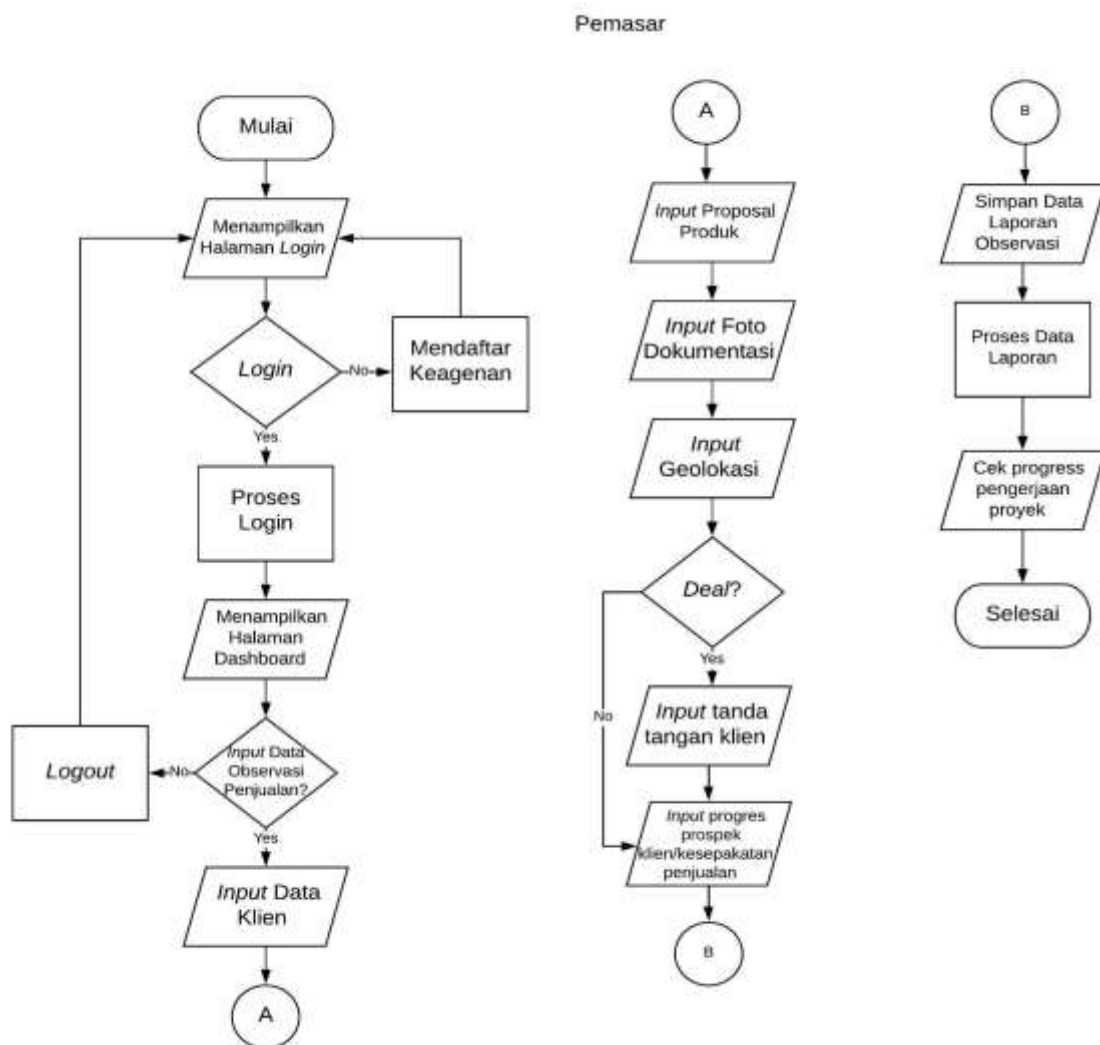 Pemasar
Mulai
Menampilkan
Halaman Login
Login
No
Mendaftar
Keagenan
Yes
Proses
Login
Menampilkan
Halaman
Dashboard
Input Data
Observasi
Penjualan?
No
Logout
Yes
Input Data
Klien
A
A
Input Proposal
Produk
Input Foto
Dokumentasi
Input
Geolokasi
Deal?
Yes
No
Input tanda
tangan klien
Input progres
prospek
klien/kesepakatan
penjualan
B
B
Simpan Data
Laporan
Observasi
Proses Data
Laporan
Cek progress
pengerjaan
proyek
Selesai